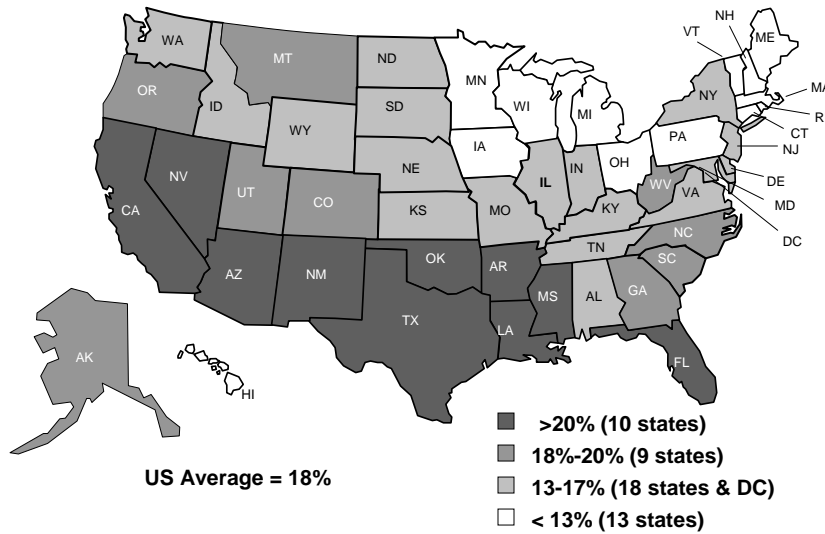 NH
VT
ME
WA
MT
ND
MN
OR
ID
SD
WI
MI
NY
MA
WY
R
IA
PA
CT
NE
OH
NJ
NV
UT
IL
IN
WV
DE
CA
CO
KS
MO
KY
VA
MD
NC
DC
TN
AZ
NM
OK
AR
SC
MS
AL
GA
TX
LA
AK
FL
HI
>20% (10 states)
18%-20% (9 states)
US Average = 18%
13-17% (18 states & DC)
< 13% (13 states)